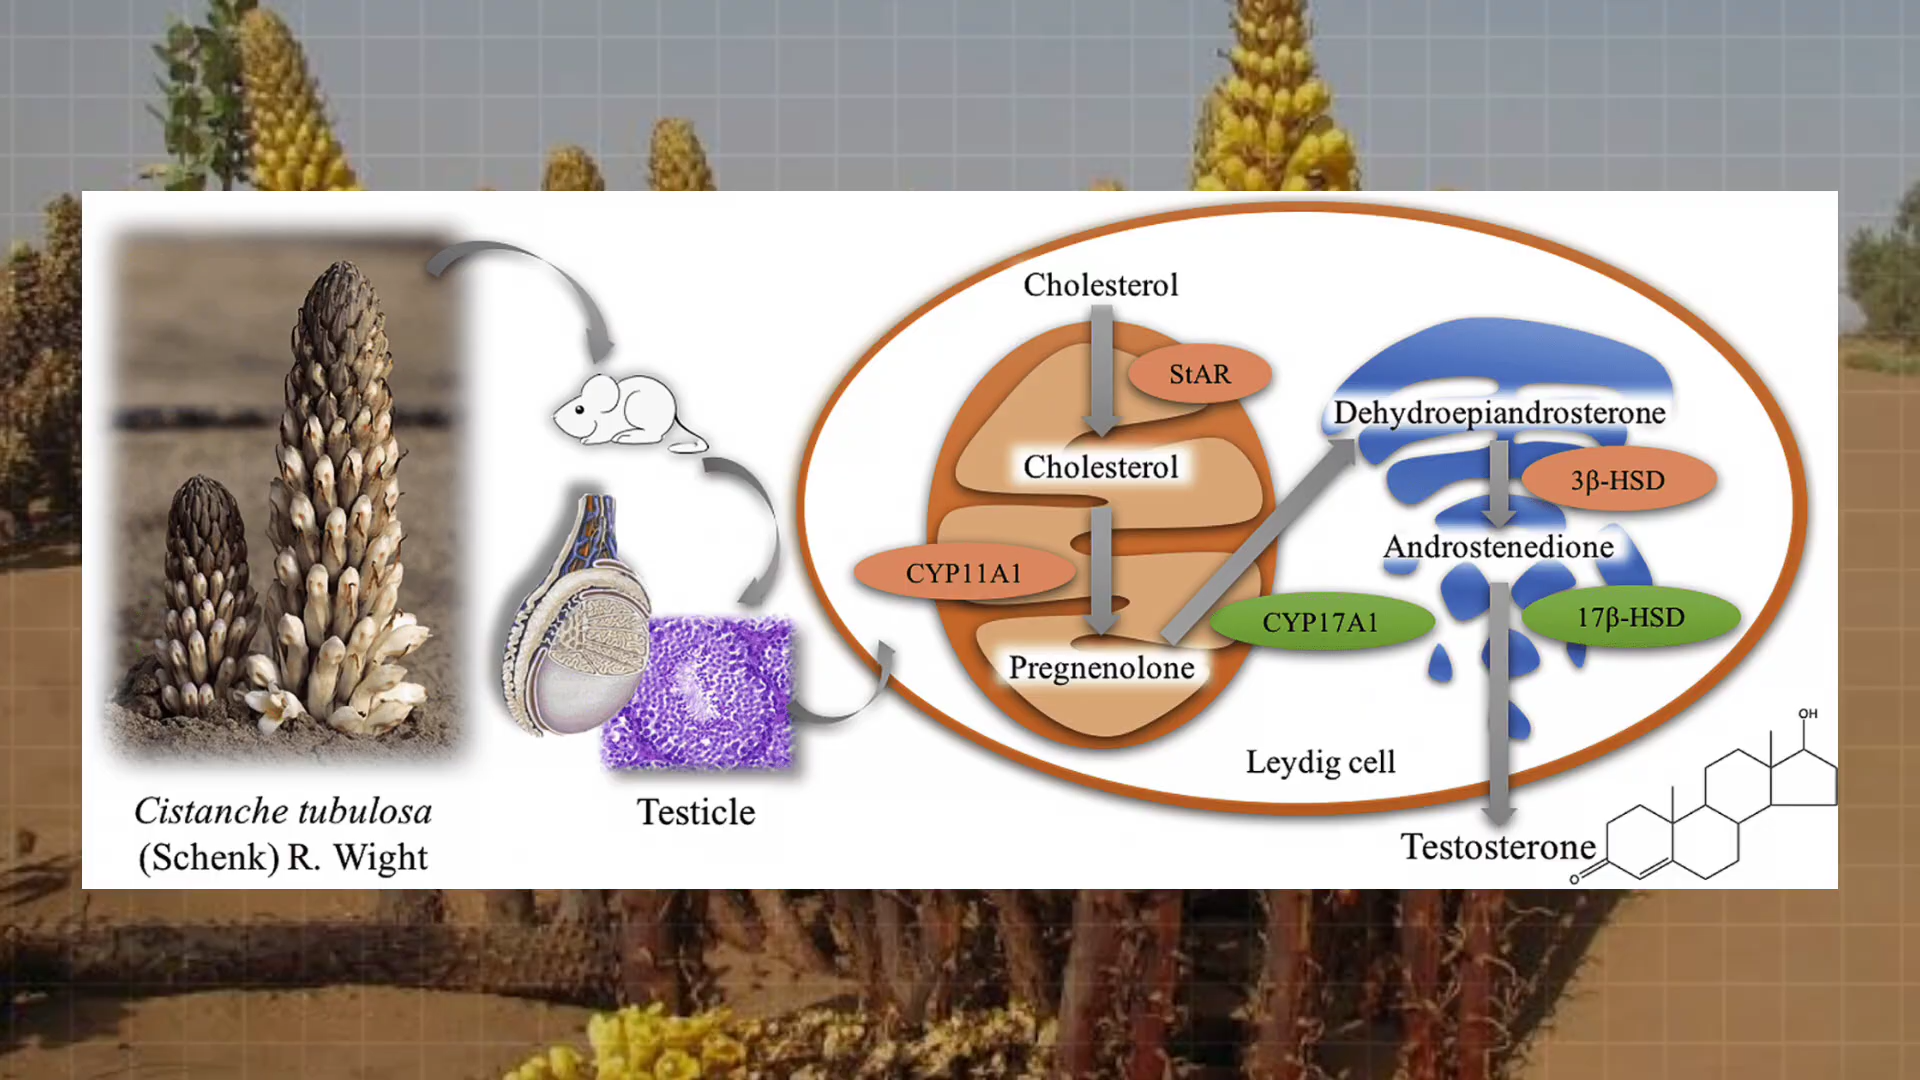 Cistanche tubulosa
(Schenk) R. Wight
Testicle
Cholesterol
StAR
Cholesterol
CYP11A1
Pregnenolone
CYP17A1
Dehydroepiandrosterone
3β-HSD
Androstenedione
17β-HSD
Leydig cell
Testosterone
OH
O